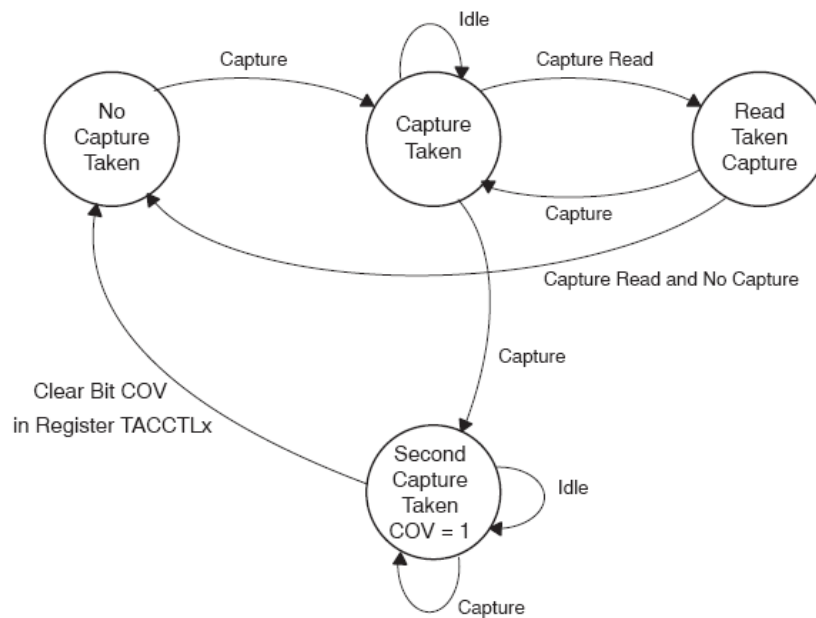 Idle
Capture
Capture Read
No
Capture
Taken
Capture
Taken
Read
Taken
Capture
Capture
Capture Read and No Capture
Capture
Clear Bit COV
in Register TACCTLx
Second
Capture
Taken
COV = 1
Idle
Capture